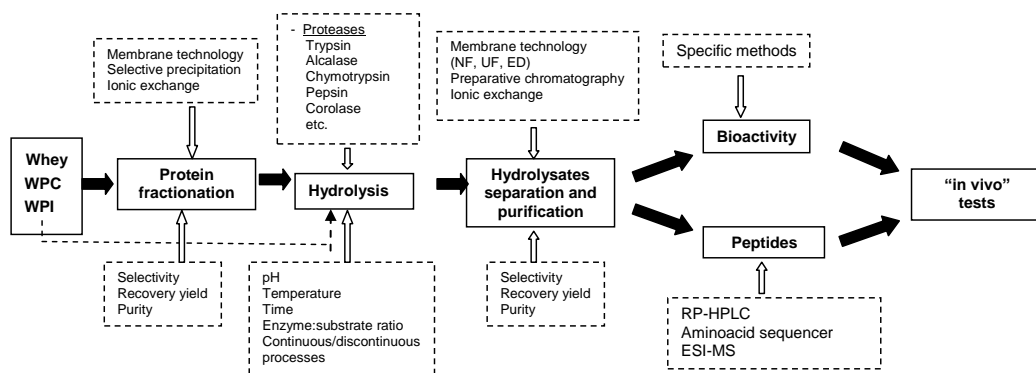 Membrane technology
Selective precipitation
Ionic exchange
- Proteases
Trypsin
Alcalase
Chymotrypsin
Pepsin
Corolase
etc.
Membrane technology
(NF, UF, ED)
Preparative chromatography
Ionic exchange
Specific methods
Whey
WPC
WPI
Protein
fractionation
Hydrolysis
Hydrolysates
separation and
purification
Bioactivity
Peptides
“in vivo”
tests
Selectivity
Recovery yield
Purity
pH
Temperature
Time
Enzyme:substrate ratio
Continuous/discontinuous
processes
Selectivity
Recovery yield
Purity
RP-HPLC
Aminoacid sequencer
ESI-MS